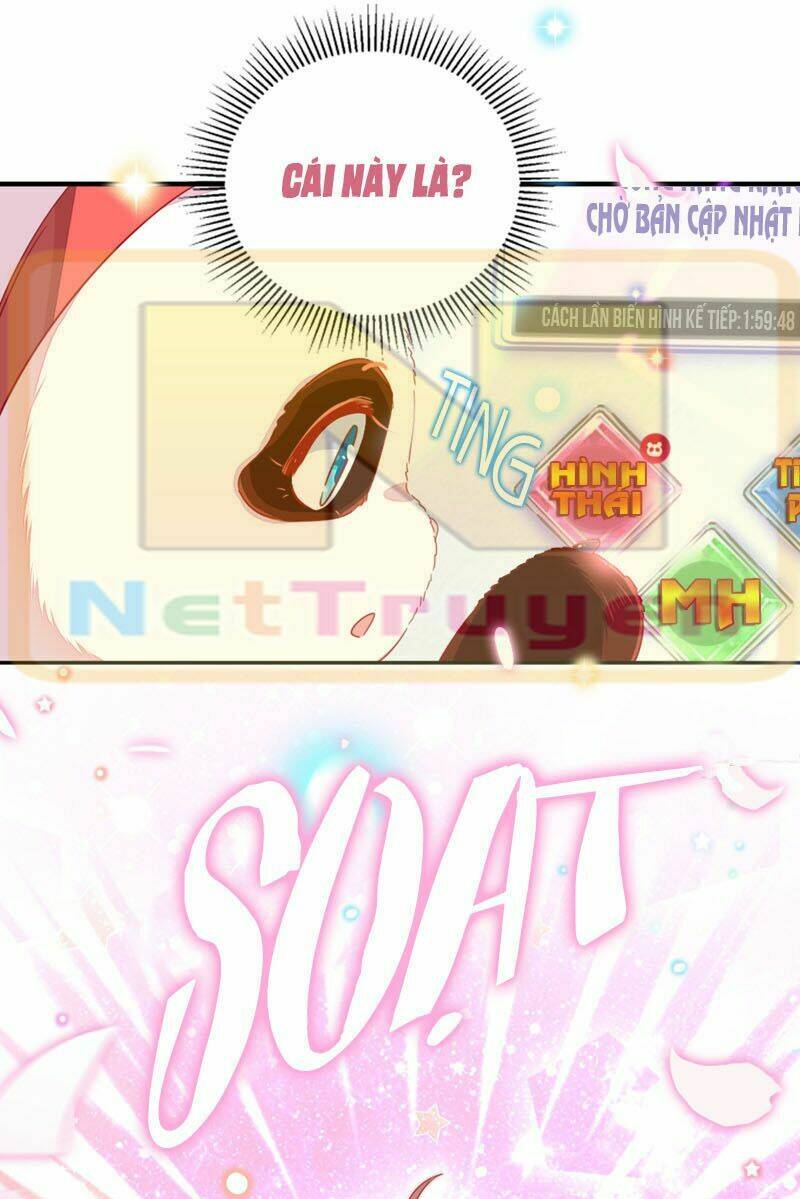 CÁI NÀY LÀ?
CHỜ BẢN CẬP NHẬT
CÁCH LẦN BIẾN HÌNH KẾ TIẾP:1:59:48
TING
HÌNH
THÁI
MH
NetTruyen
SOẠT